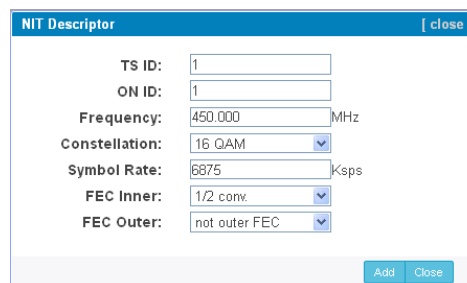 NIT Descriptor [ close
TS ID: 1
ON ID: 1
Frequency: 450.000 MHz
Constellation: 16 QAM
Symbol Rate: 6875 Ksps
FEC Inner: 1/2 conv.
FEC Outer: not outer FEC
Add Close